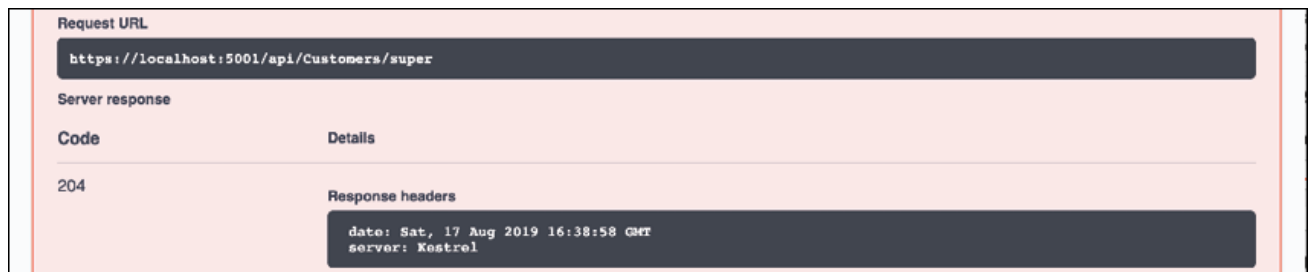 Request URL
https://localhost:5001/api/Customers/super
Server response
Code Details
204
Response headers
date: Sat, 17 Aug 2019 16:38:58 GMT
server: Kestrel